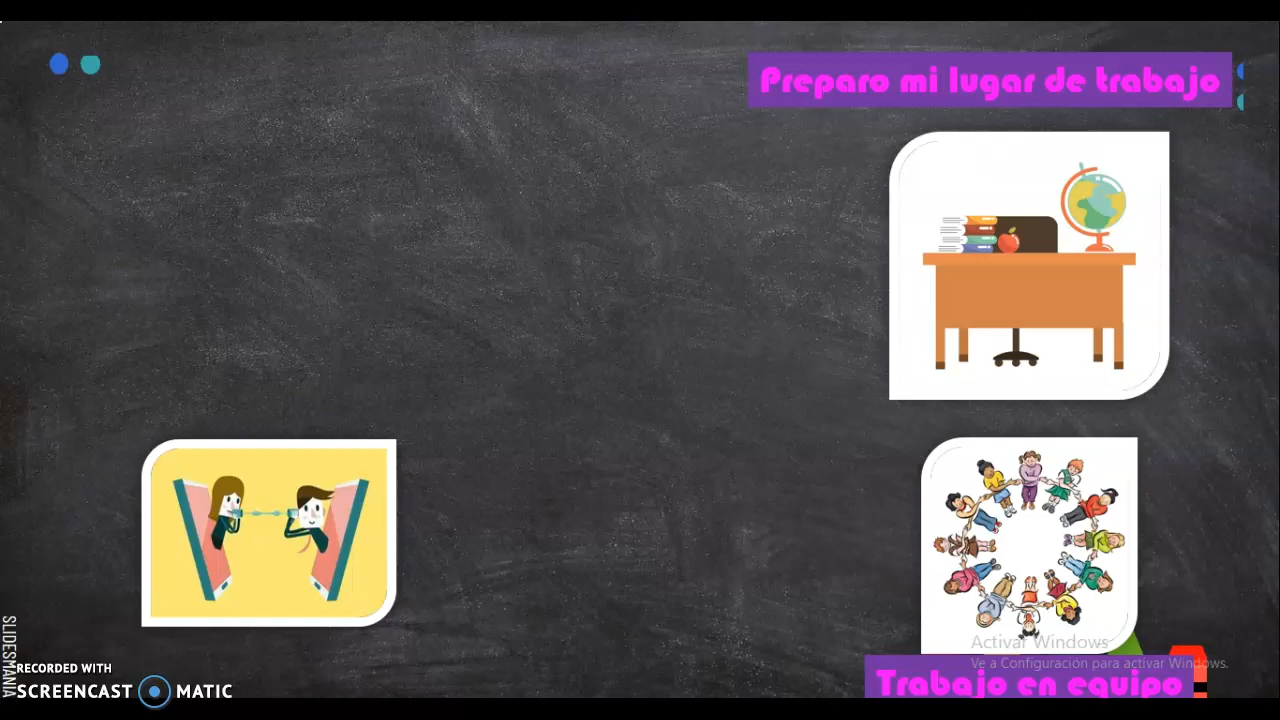 Preparo mi lugar de trabajo
Activar Windows
Ve a Configuración para activar Windows.
Trabajo en equipo
SLIDESMANIA
RECORDED WITH
SCREENCAST MATIC